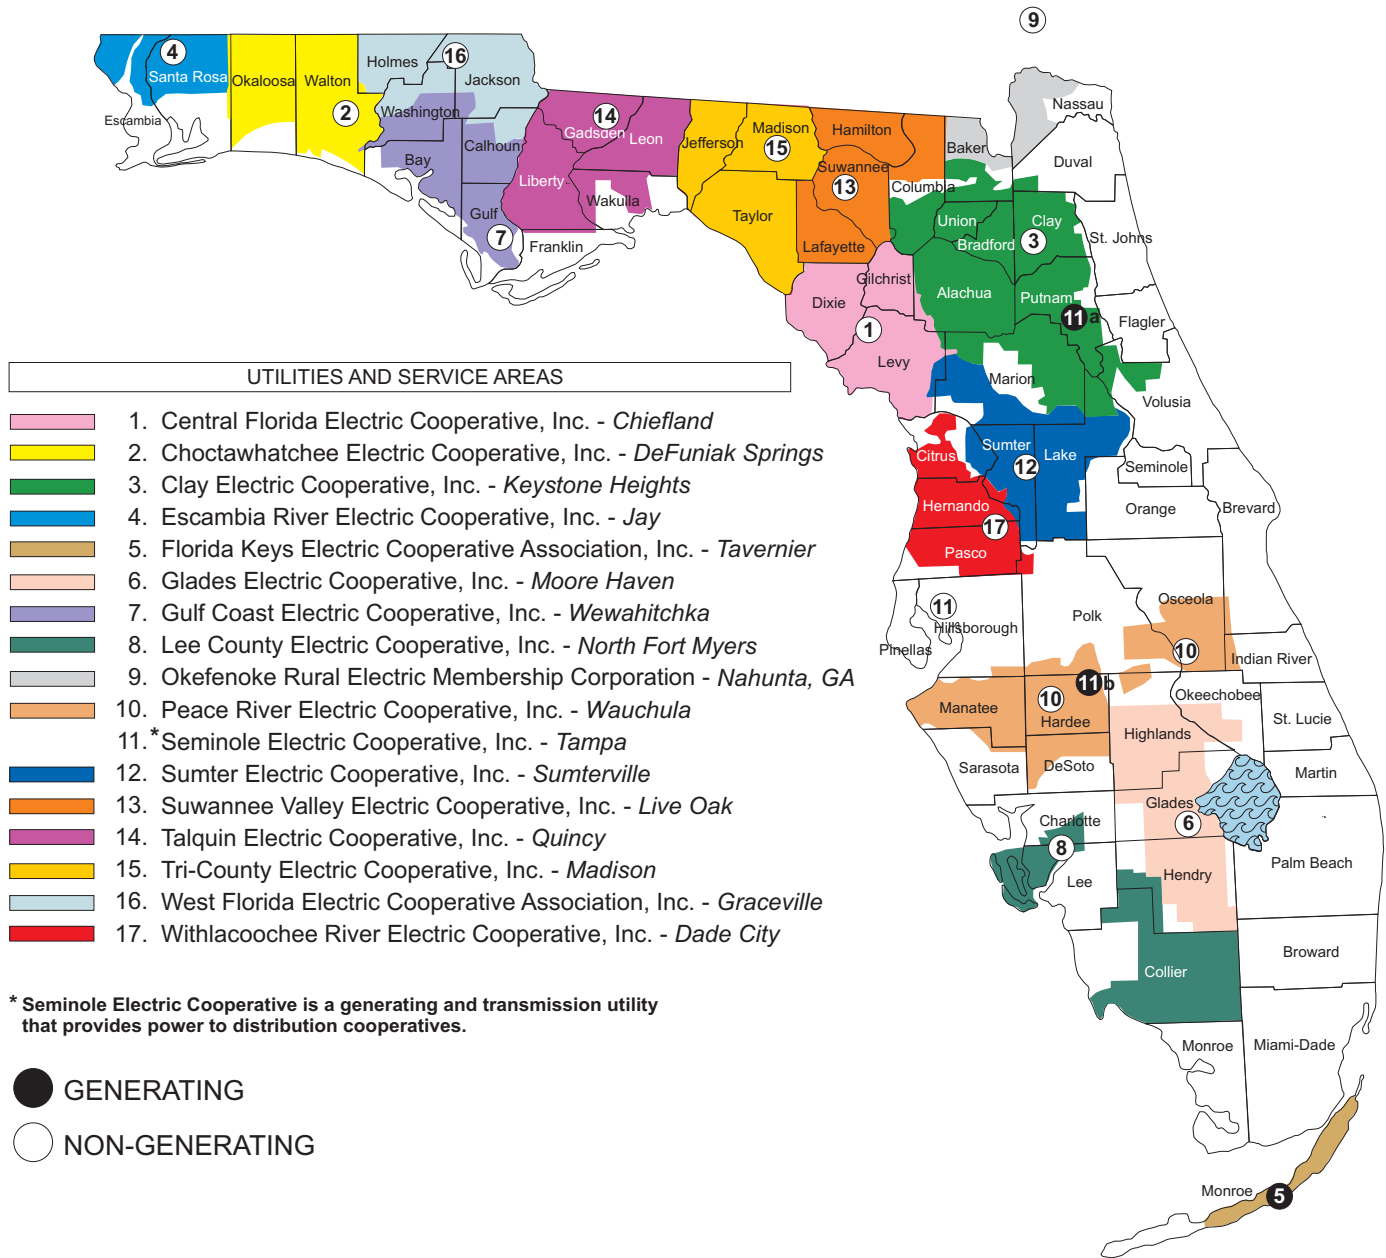 9
4
16
Holmes
Nassau
Santa Rosa
Okaloosa
Walton
Jackson
2
Washington
14
Escambia
Gadsden
Leon
Jefferson
Madison
15
Hamilton
Baker
Duval
Calhoun
Bay
Liberty
Suwannee
13
Columbia
Wakulla
Gulf
7
Franklin
Taylor
Lafayette
Union
Bradford
Clay
3
St. Johns
Gilchrist
Dixie
Alachua
Putnam
11 a
Flagler
1
Levy
Marion
Volusia
UTILITIES AND SERVICE AREAS
1. Central Florida Electric Cooperative, Inc. - Chiefland
2. Choctawhatchee Electric Cooperative, Inc. - DeFuniak Springs
3. Clay Electric Cooperative, Inc. - Keystone Heights
4. Escambia River Electric Cooperative, Inc. - Jay
5. Florida Keys Electric Cooperative Association, Inc. - Tavernier
6. Glades Electric Cooperative, Inc. - Moore Haven
7. Gulf Coast Electric Cooperative, Inc. - Wewahitchka
8. Lee County Electric Cooperative, Inc. - North Fort Myers
9. Okefenoke Rural Electric Membership Corporation - Nahunta, GA
10. Peace River Electric Cooperative, Inc. - Wauchula
11.* Seminole Electric Cooperative, Inc. - Tampa
12. Sumter Electric Cooperative, Inc. - Sumterville
13. Suwannee Valley Electric Cooperative, Inc. - Live Oak
14. Talquin Electric Cooperative, Inc. - Quincy
15. Tri-County Electric Cooperative, Inc. - Madison
16. West Florida Electric Cooperative Association, Inc. - Graceville
17. Withlacoochee River Electric Cooperative, Inc. - Dade City
Citrus
Sumter
Lake
12
Seminole
Hernando
17
Orange
Brevard
Pasco
11
Hillsborough
Pinellas
Polk
Osceola
10
Indian River
11 b
10
Hardee
Manatee
Okeechobee
St. Lucie
Highlands
Sarasota
DeSoto
Martin
Glades
6
Charlotte
8
Lee
Hendry
Palm Beach
Collier
Broward
Monroe
Miami-Dade
Monroe
5
* Seminole Electric Cooperative is a generating and transmission utility
that provides power to distribution cooperatives.
GENERATING
NON-GENERATING